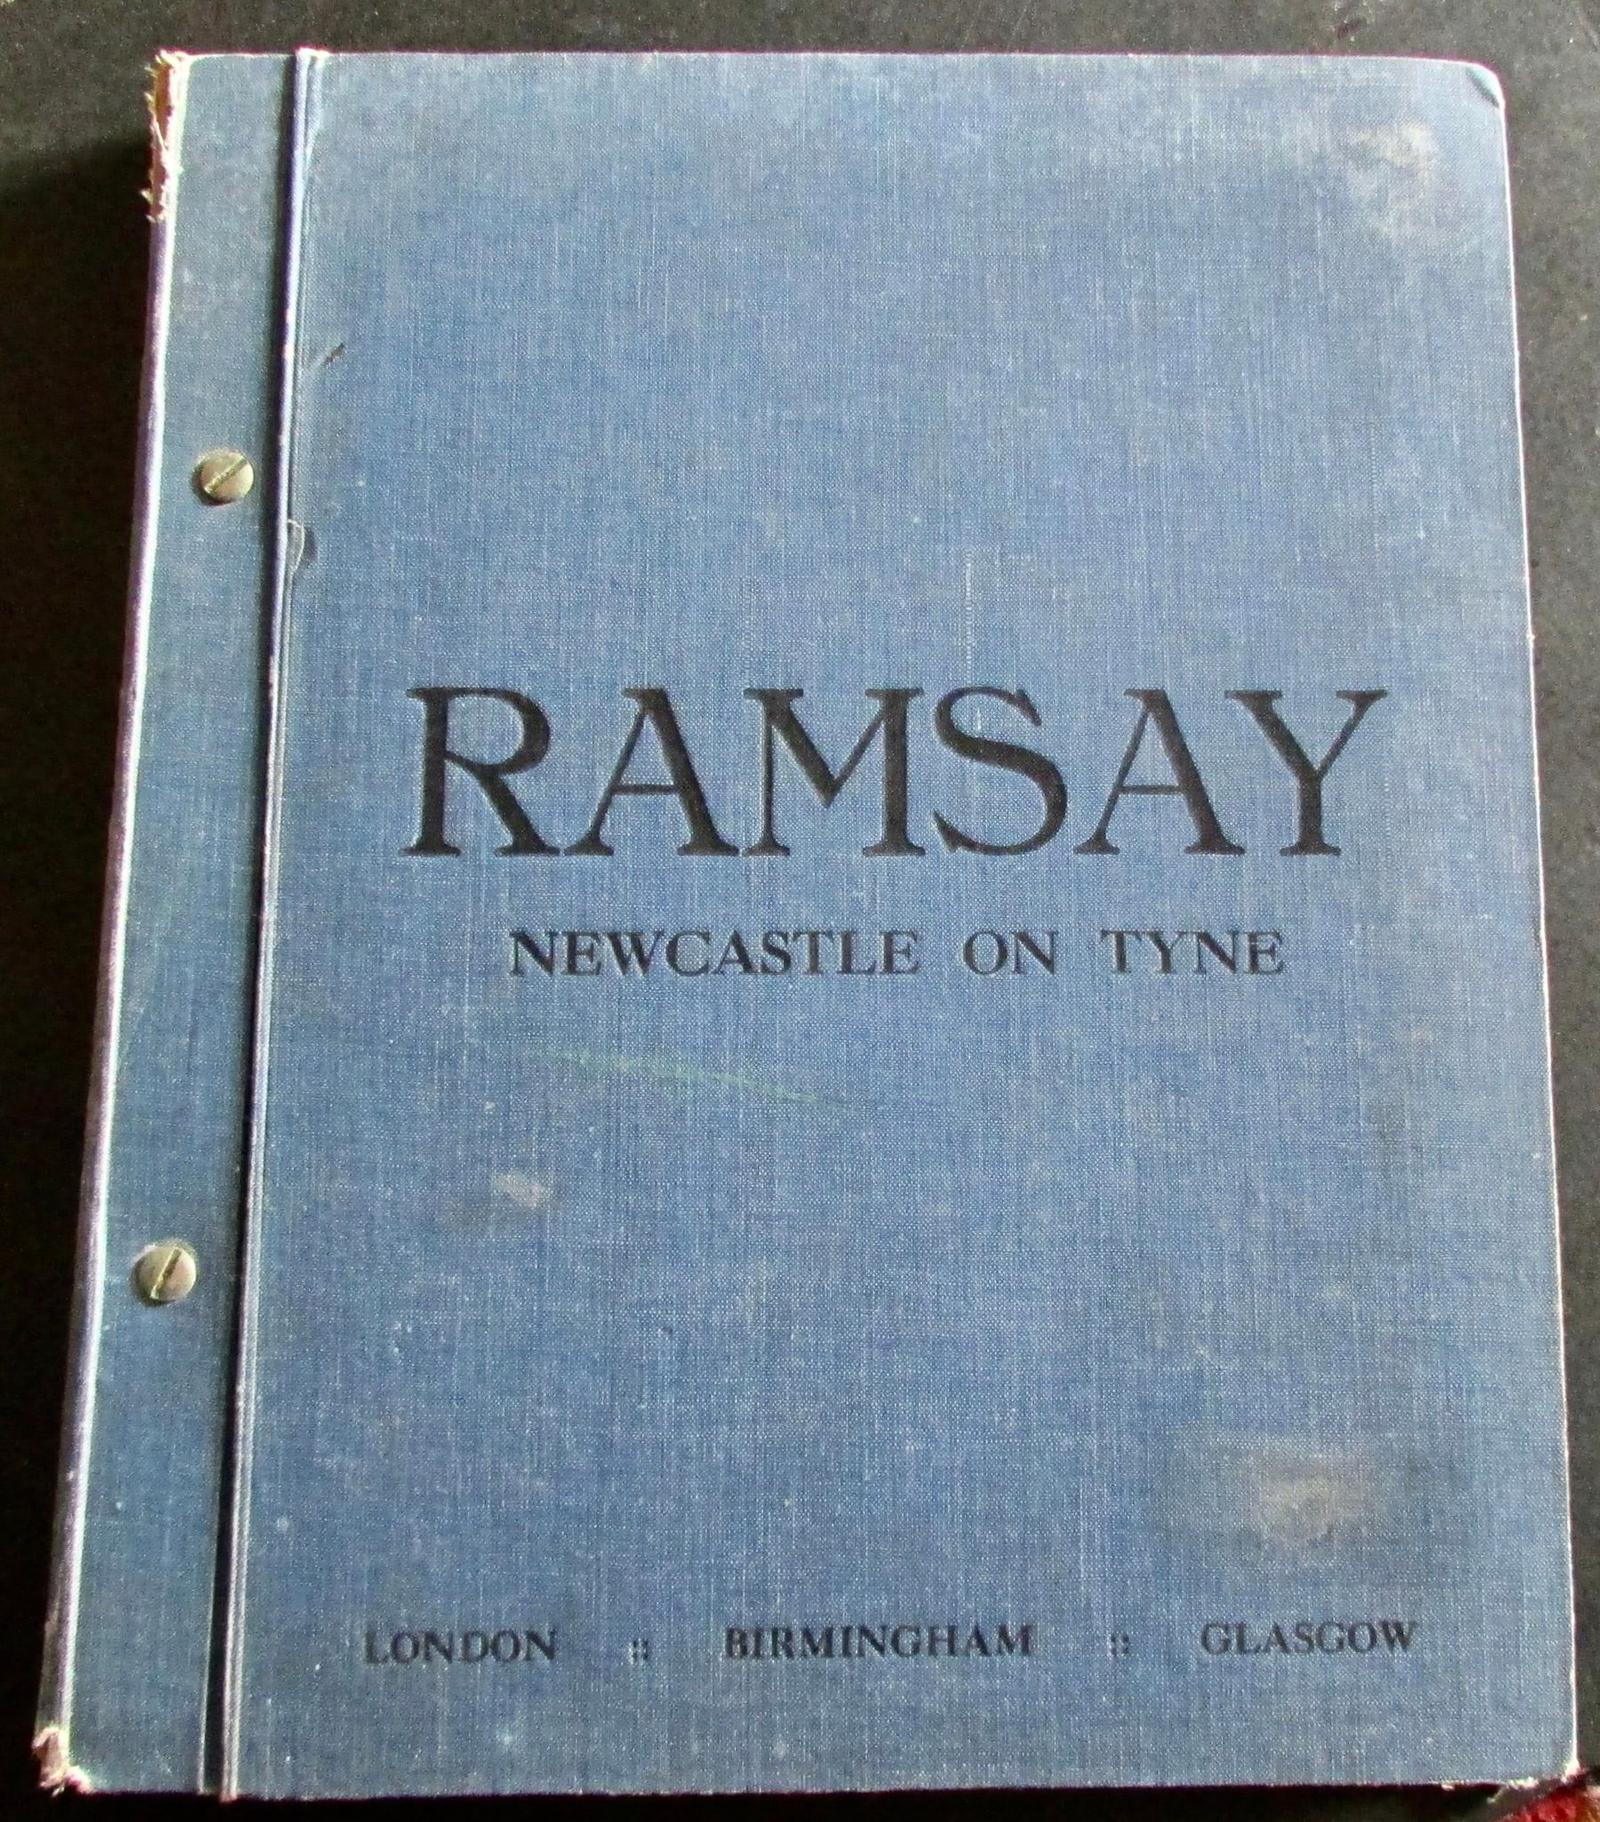 RAMSAY
NEWCASTLE ON TYNE
LONDON :: BIRMINGHAM :: GLASGOW